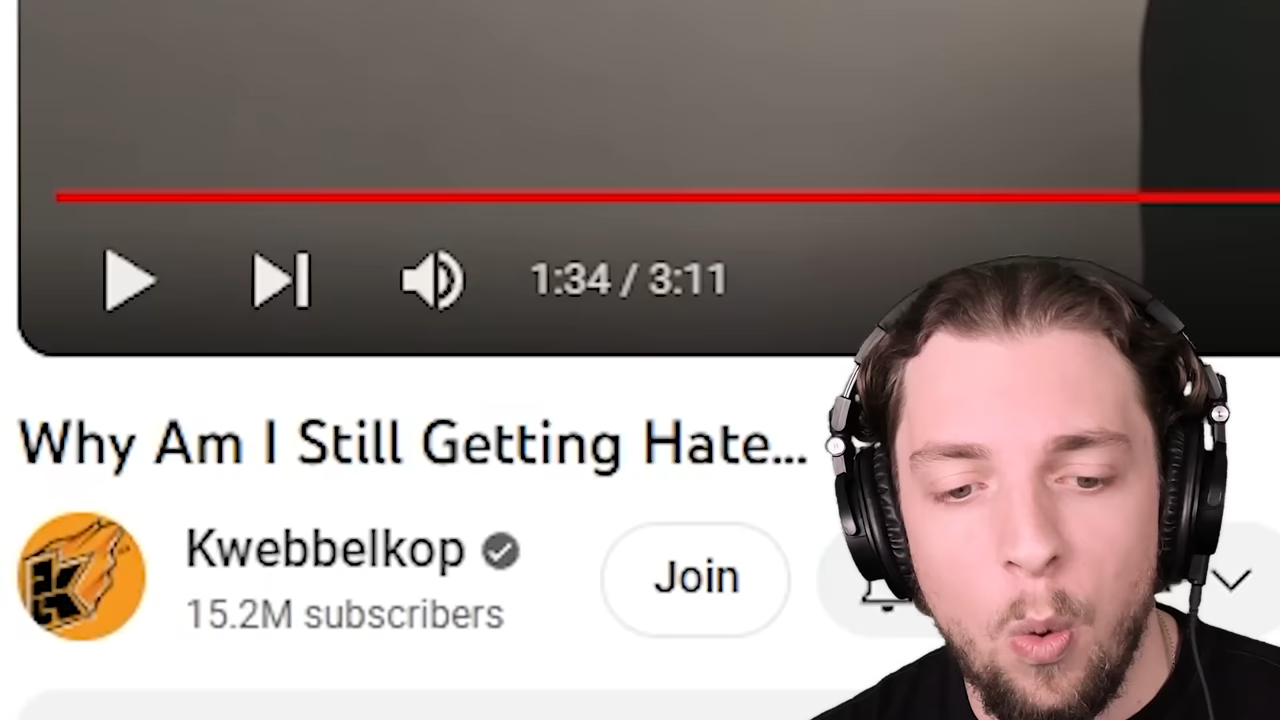 1:34 / 3:11
Why Am I Still Getting Hate...
Kwebbelkop
Join
15.2M subscribers